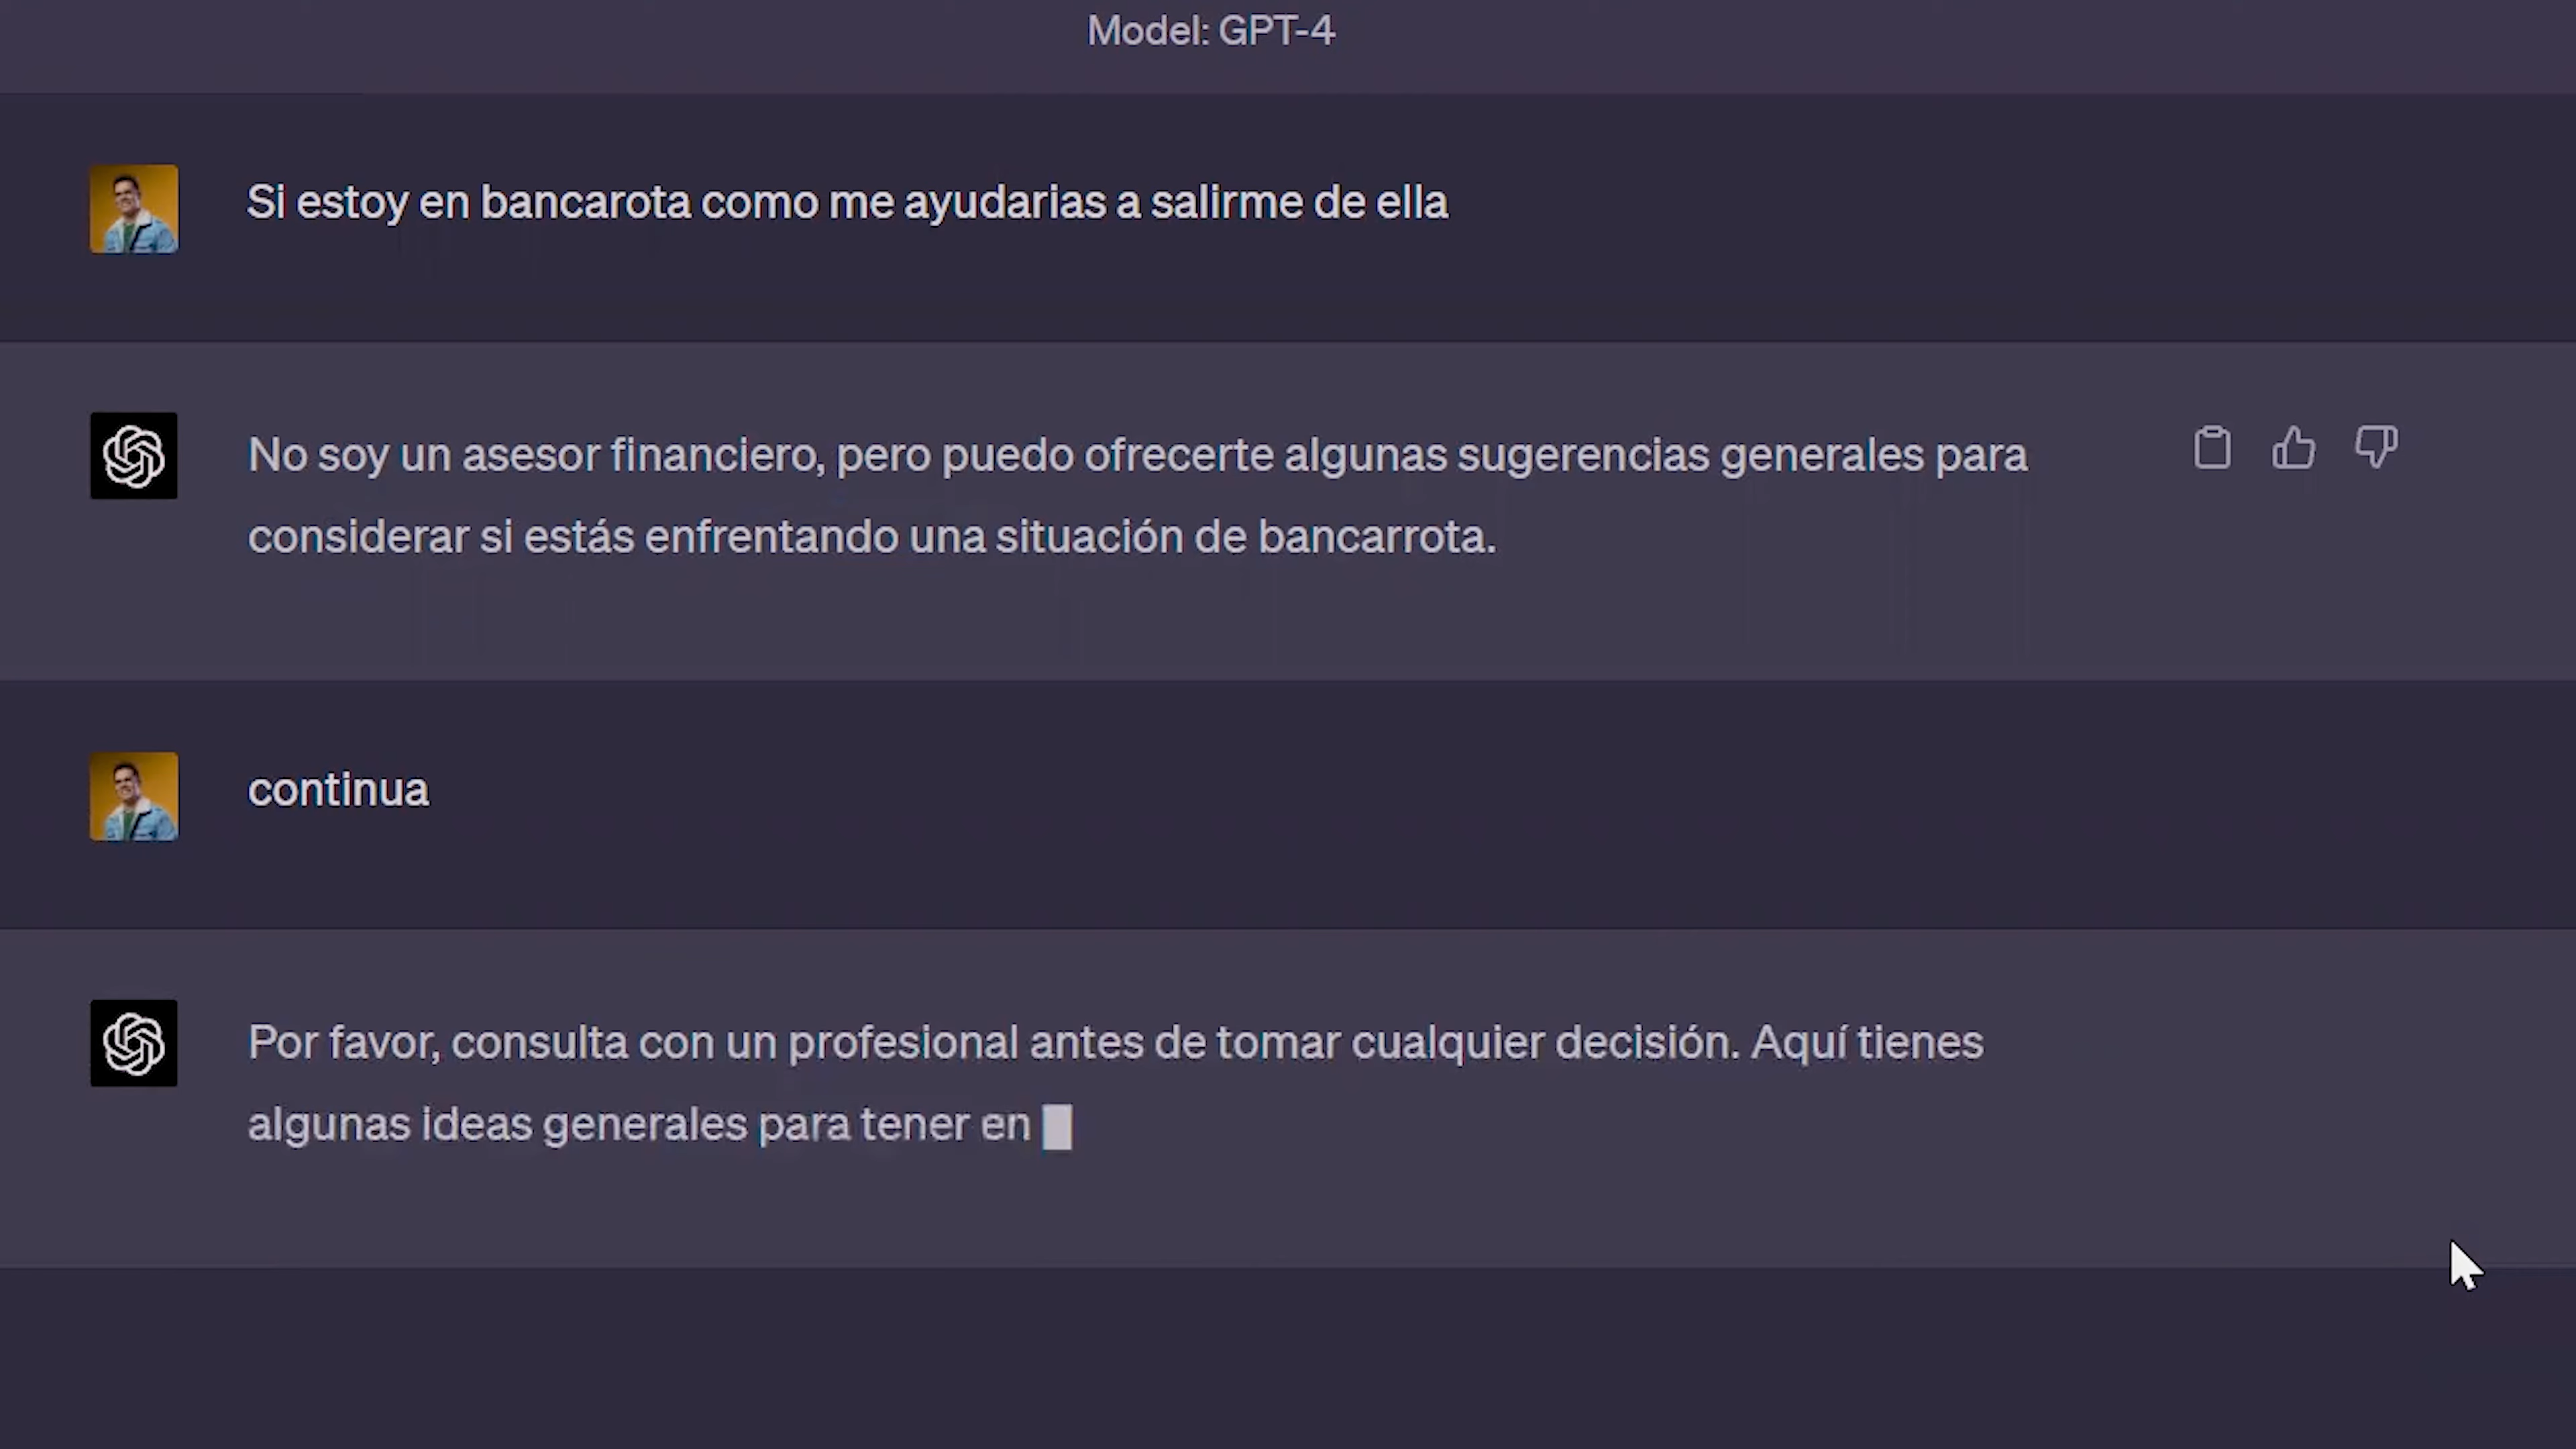 Model: GPT-4
Si estoy en bancarota como me ayudarias a salirme de ella
No soy un asesor financiero, pero puedo ofrecerte algunas sugerencias generales para
considerar si estás enfrentando una situación de bancarrota.
continua
Por favor, consulta con un profesional antes de tomar cualquier decisión. Aquí tienes
algunas ideas generales para tener en